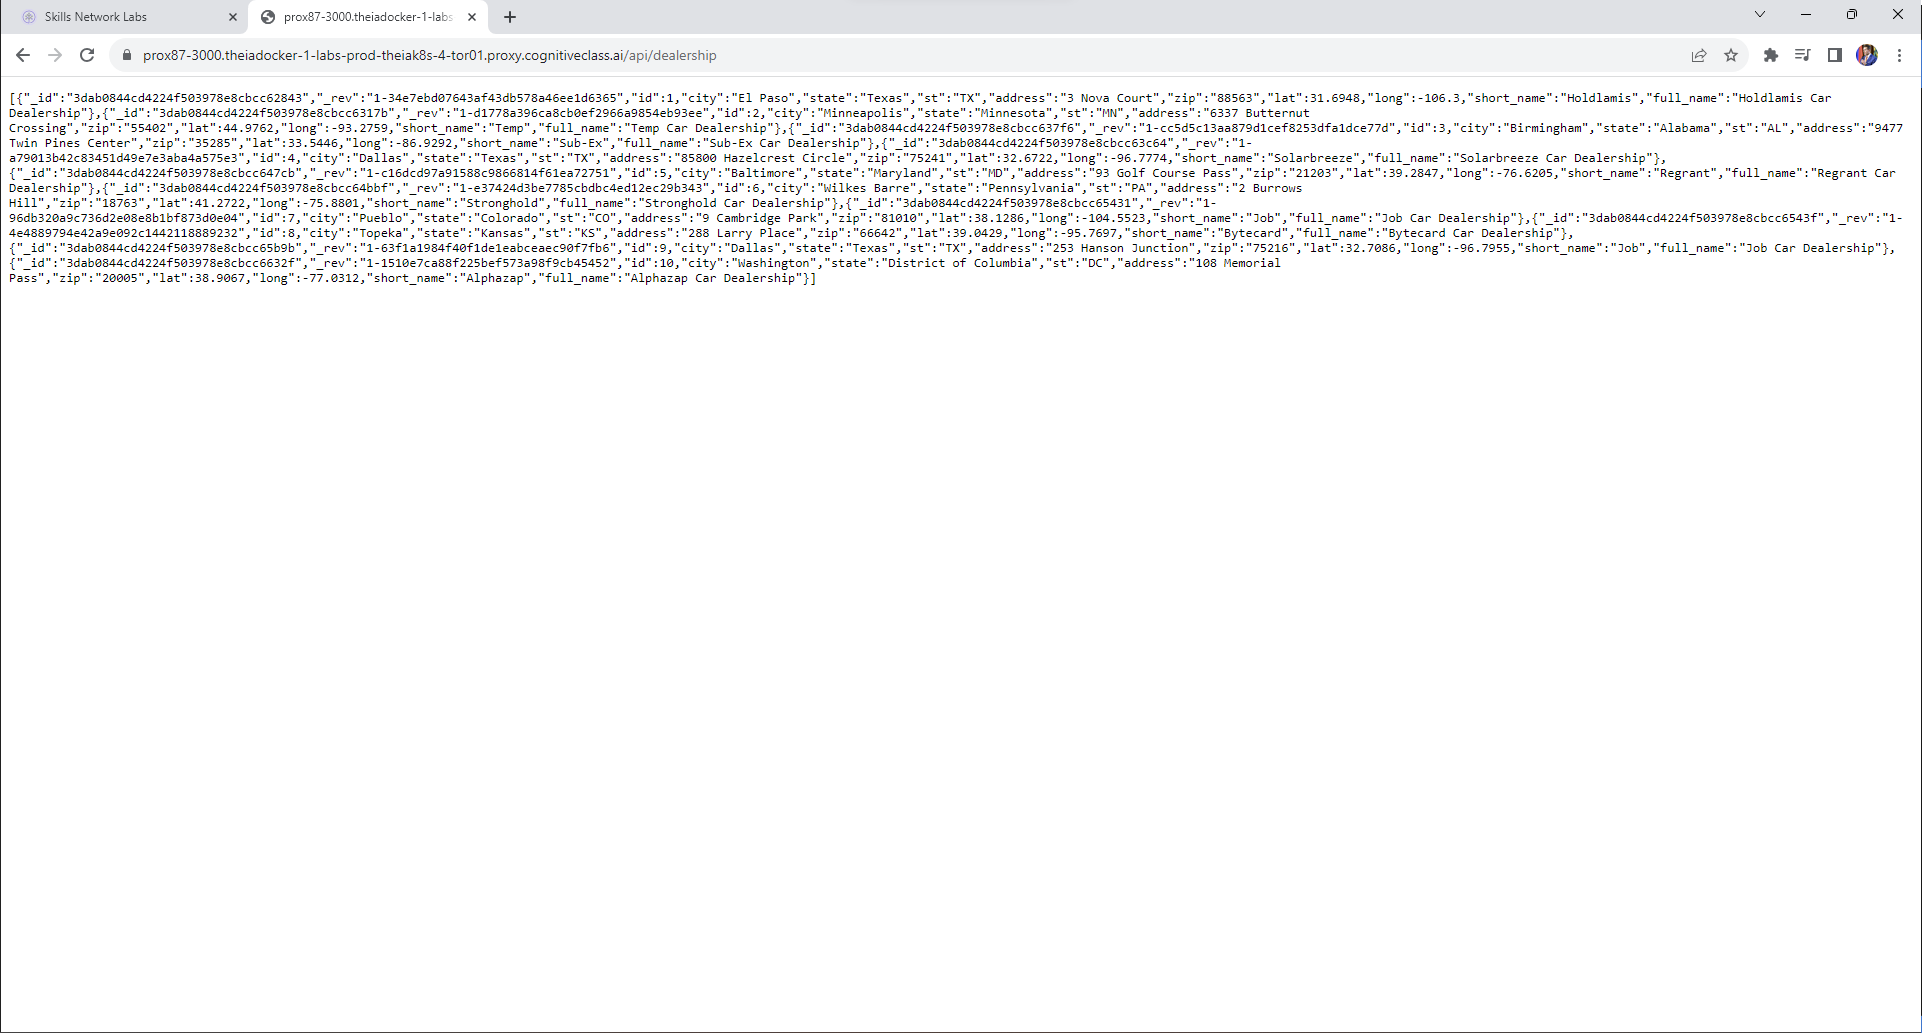 Skills Network Labs
prox87-3000.theiadocker-1-labs
prox87-3000.theiadocker-1-labs-prod-theiak8s-4-tor01.proxy.cognitiveclass.ai/api/dealership
[{"_id":"3dab0844cd4224f503978e8cbcc62843","_rev":"1-34e7ebd07643af43db578a46ee1d6365","id":1,"city":"El Paso","state":"Texas","st":"TX","address":"3 Nova Court","zip":"88563","lat":31.6948,"long":-106.3,"short_name":"Holdlamis","full_name":"Holdlamis Car
Dealership"},{"_id":"3dab0844cd4224f503978e8cbcc6317b","_rev":"1-d1778a396ca8cb0ef2966a9854eb93ee","id":2,"city":"Minneapolis","state":"Minnesota","st":"MN","address":"6337 Butternut
Crossing","zip":"55402","lat":44.9762,"long":-93.2759,"short_name":"Temp","full_name":"Temp Car Dealership"},{"_id":"3dab0844cd4224f503978e8cbcc637f6","_rev":"1-cc5d5c13aa879d1cef8253dfa1dce77d","id":3,"city":"Birmingham","state":"Alabama","st":"AL","address":"9477
Twin Pines Center","zip":"35285","lat":33.5446,"long":-86.9292,"short_name":"Sub-Ex","full_name":"Sub-Ex Car Dealership"},{"_id":"3dab0844cd4224f503978e8cbcc63c64","_rev":"1-
a79013b42c83451d49e7e3aba4a575e3","id":4,"city":"Dallas","state":"Texas","st":"TX","address":"85800 Hazelcrest Circle","zip":"75241","lat":32.6722,"long":-96.7774,"short_name":"Solarbreeze","full_name":"Solarbreeze Car Dealership"},
{"_id":"3dab0844cd4224f503978e8cbcc647cb","_rev":"1-c16dcd97a91588c9866814f61ea72751","id":5,"city":"Baltimore","state":"Maryland","st":"MD","address":"93 Golf Course Pass","zip":"21203","lat":39.2847,"long":-76.6205,"short_name":"Regrant","full_name":"Regrant Car
Dealership"},{"_id":"3dab0844cd4224f503978e8cbcc64bbf","_rev":"1-e37424d3be7785cbdbc4ed12ec29b343","id":6,"city":"Wilkes Barre","state":"Pennsylvania","st":"PA","address":"2 Burrows
Hill","zip":"18763","lat":41.2722,"long":-75.8801,"short_name":"Stronghold","full_name":"Stronghold Car Dealership"},{"_id":"3dab0844cd4224f503978e8cbcc65431","_rev":"1-
96db320a9c736d2e08e8b1bf873d0e04","id":7,"city":"Pueblo","state":"Colorado","st":"CO","address":"9 Cambridge Park","zip":"81010","lat":38.1286,"long":-104.5523,"short_name":"Job","full_name":"Job Car Dealership"},{"_id":"3dab0844cd4224f503978e8cbcc6543f","_rev":"1-
4e4889794e42a9e092c1442118889232","id":8,"city":"Topeka","state":"Kansas","st":"KS","address":"288 Larry Place","zip":"66642","lat":39.0429,"long":-95.7697,"short_name":"Bytecard","full_name":"Bytecard Car Dealership"},
{"_id":"3dab0844cd4224f503978e8cbcc65b9b","_rev":"1-63f1a1984f40f1de1eabceaec90f7fb6","id":9,"city":"Dallas","state":"Texas","st":"TX","address":"253 Hanson Junction","zip":"75216","lat":32.7086,"long":-96.7955,"short_name":"Job","full_name":"Job Car Dealership"},
{"_id":"3dab0844cd4224f503978e8cbcc6632f","_rev":"1-1510e7ca88f225bef573a98f9cb45452","id":10,"city":"Washington","state":"District of Columbia","st":"DC","address":"108 Memorial
Pass","zip":"20005","lat":38.9067,"long":-77.0312,"short_name":"Alphazap","full_name":"Alphazap Car Dealership"}]